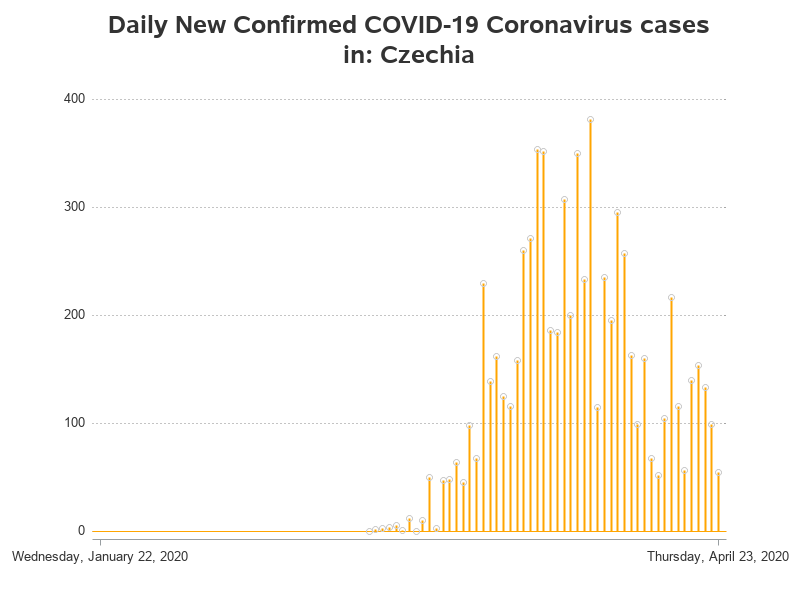 Daily New Confirmed COVID-19 Coronavirus cases
in: Czechia
400
300
200
100
0
Wednesday, January 22, 2020
Thursday, April 23, 2020